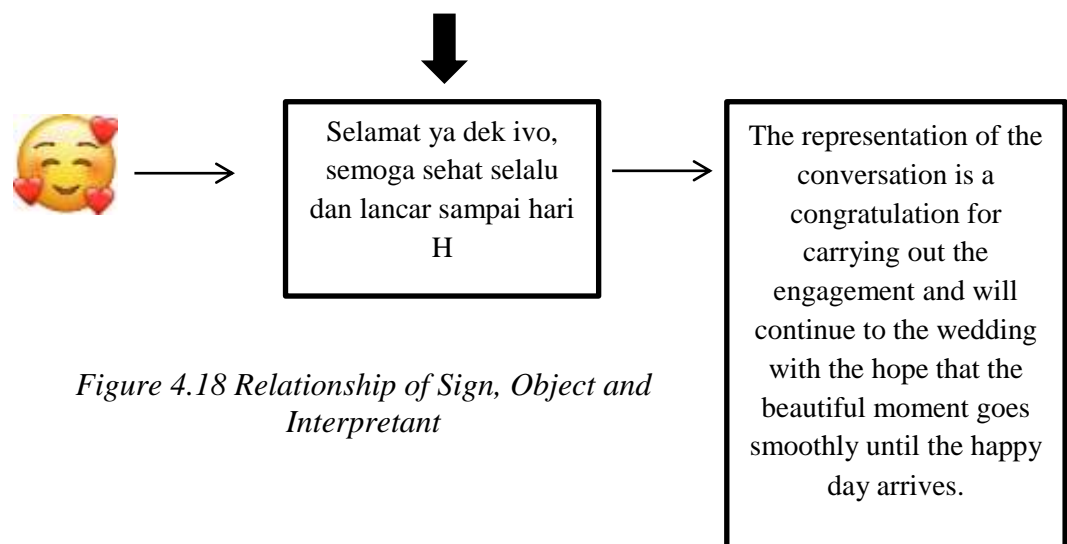 Selamat ya dek ivo,
semoga sehat selalu
dan lancar sampai hari
H
The representation of the
conversation is a
congratulation for
carrying out the
engagement and will
continue to the wedding
with the hope that the
beautiful moment goes
smoothly until the happy
day arrives.
Figure 4.18 Relationship of Sign, Object and
Interpretant